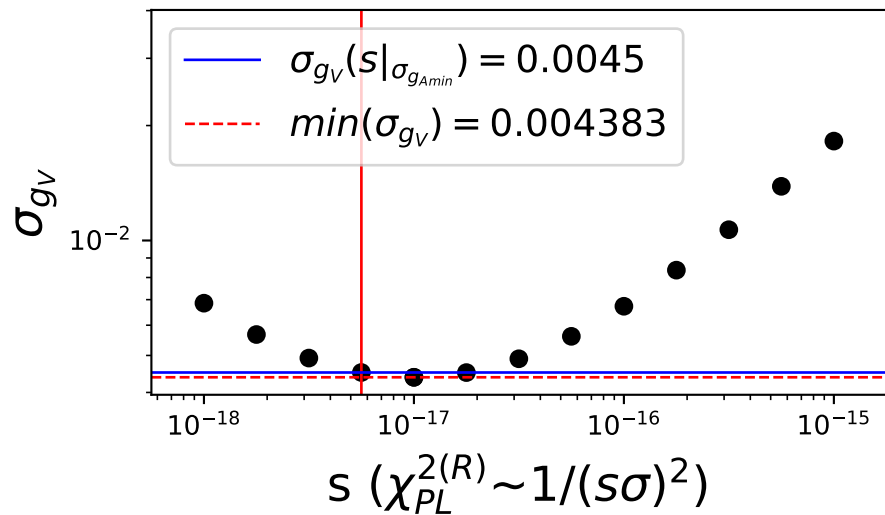 σ_{g_V}(s|_{σ_{g_{Amin}}}) = 0.0045
min(σ_{g_V}) = 0.004383
σ_{g_V}
10^{-2}
10^{-18} 10^{-17} 10^{-16} 10^{-15}
s (χ_{PL}^{2(R)}~1/(sσ)^2)